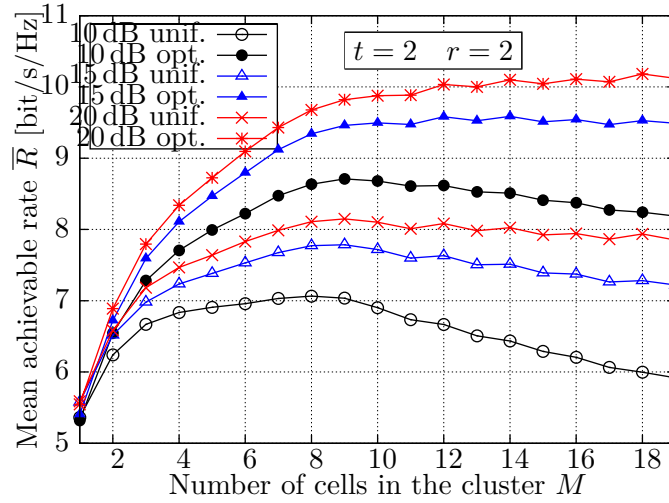 Mean achievable rate R [bit/s/Hz]
11
10
9
8
7
6
5
10 dB unif.
10 dB opt.
15 dB unif.
15 dB opt.
20 dB unif.
20 dB opt.
t = 2 r = 2
2 4 6 8 10 12 14 16 18
Number of cells in the cluster M